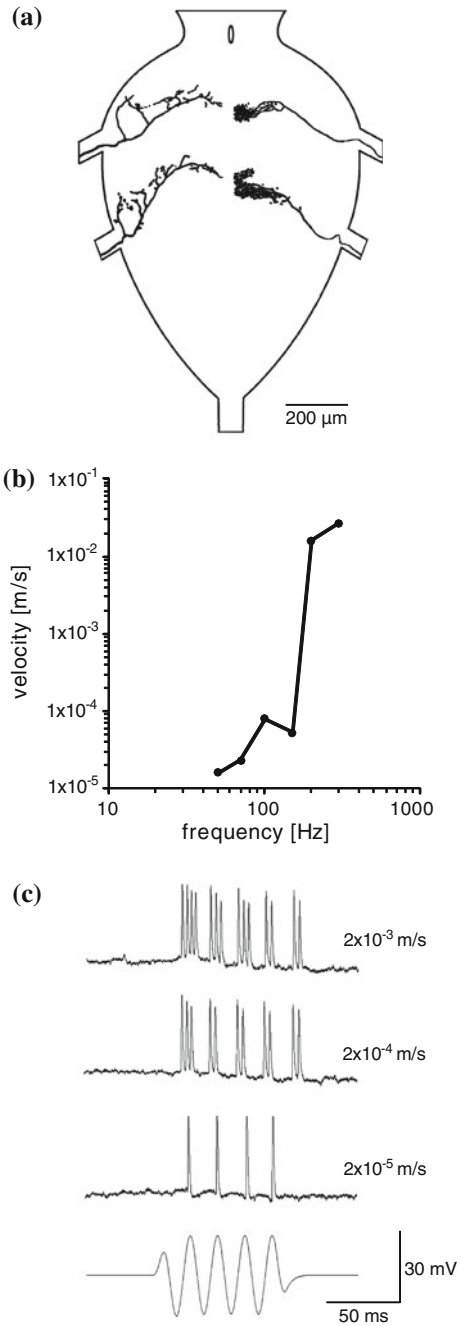 (a)
200 µm
(b)
1x10⁻¹
1x10⁻²
1x10⁻³
1x10⁻⁴
1x10⁻⁵
velocity [m/s]
10
100
1000
frequency [Hz]
(c)
2x10⁻³ m/s
2x10⁻⁴ m/s
2x10⁻⁵ m/s
30 mV
50 ms